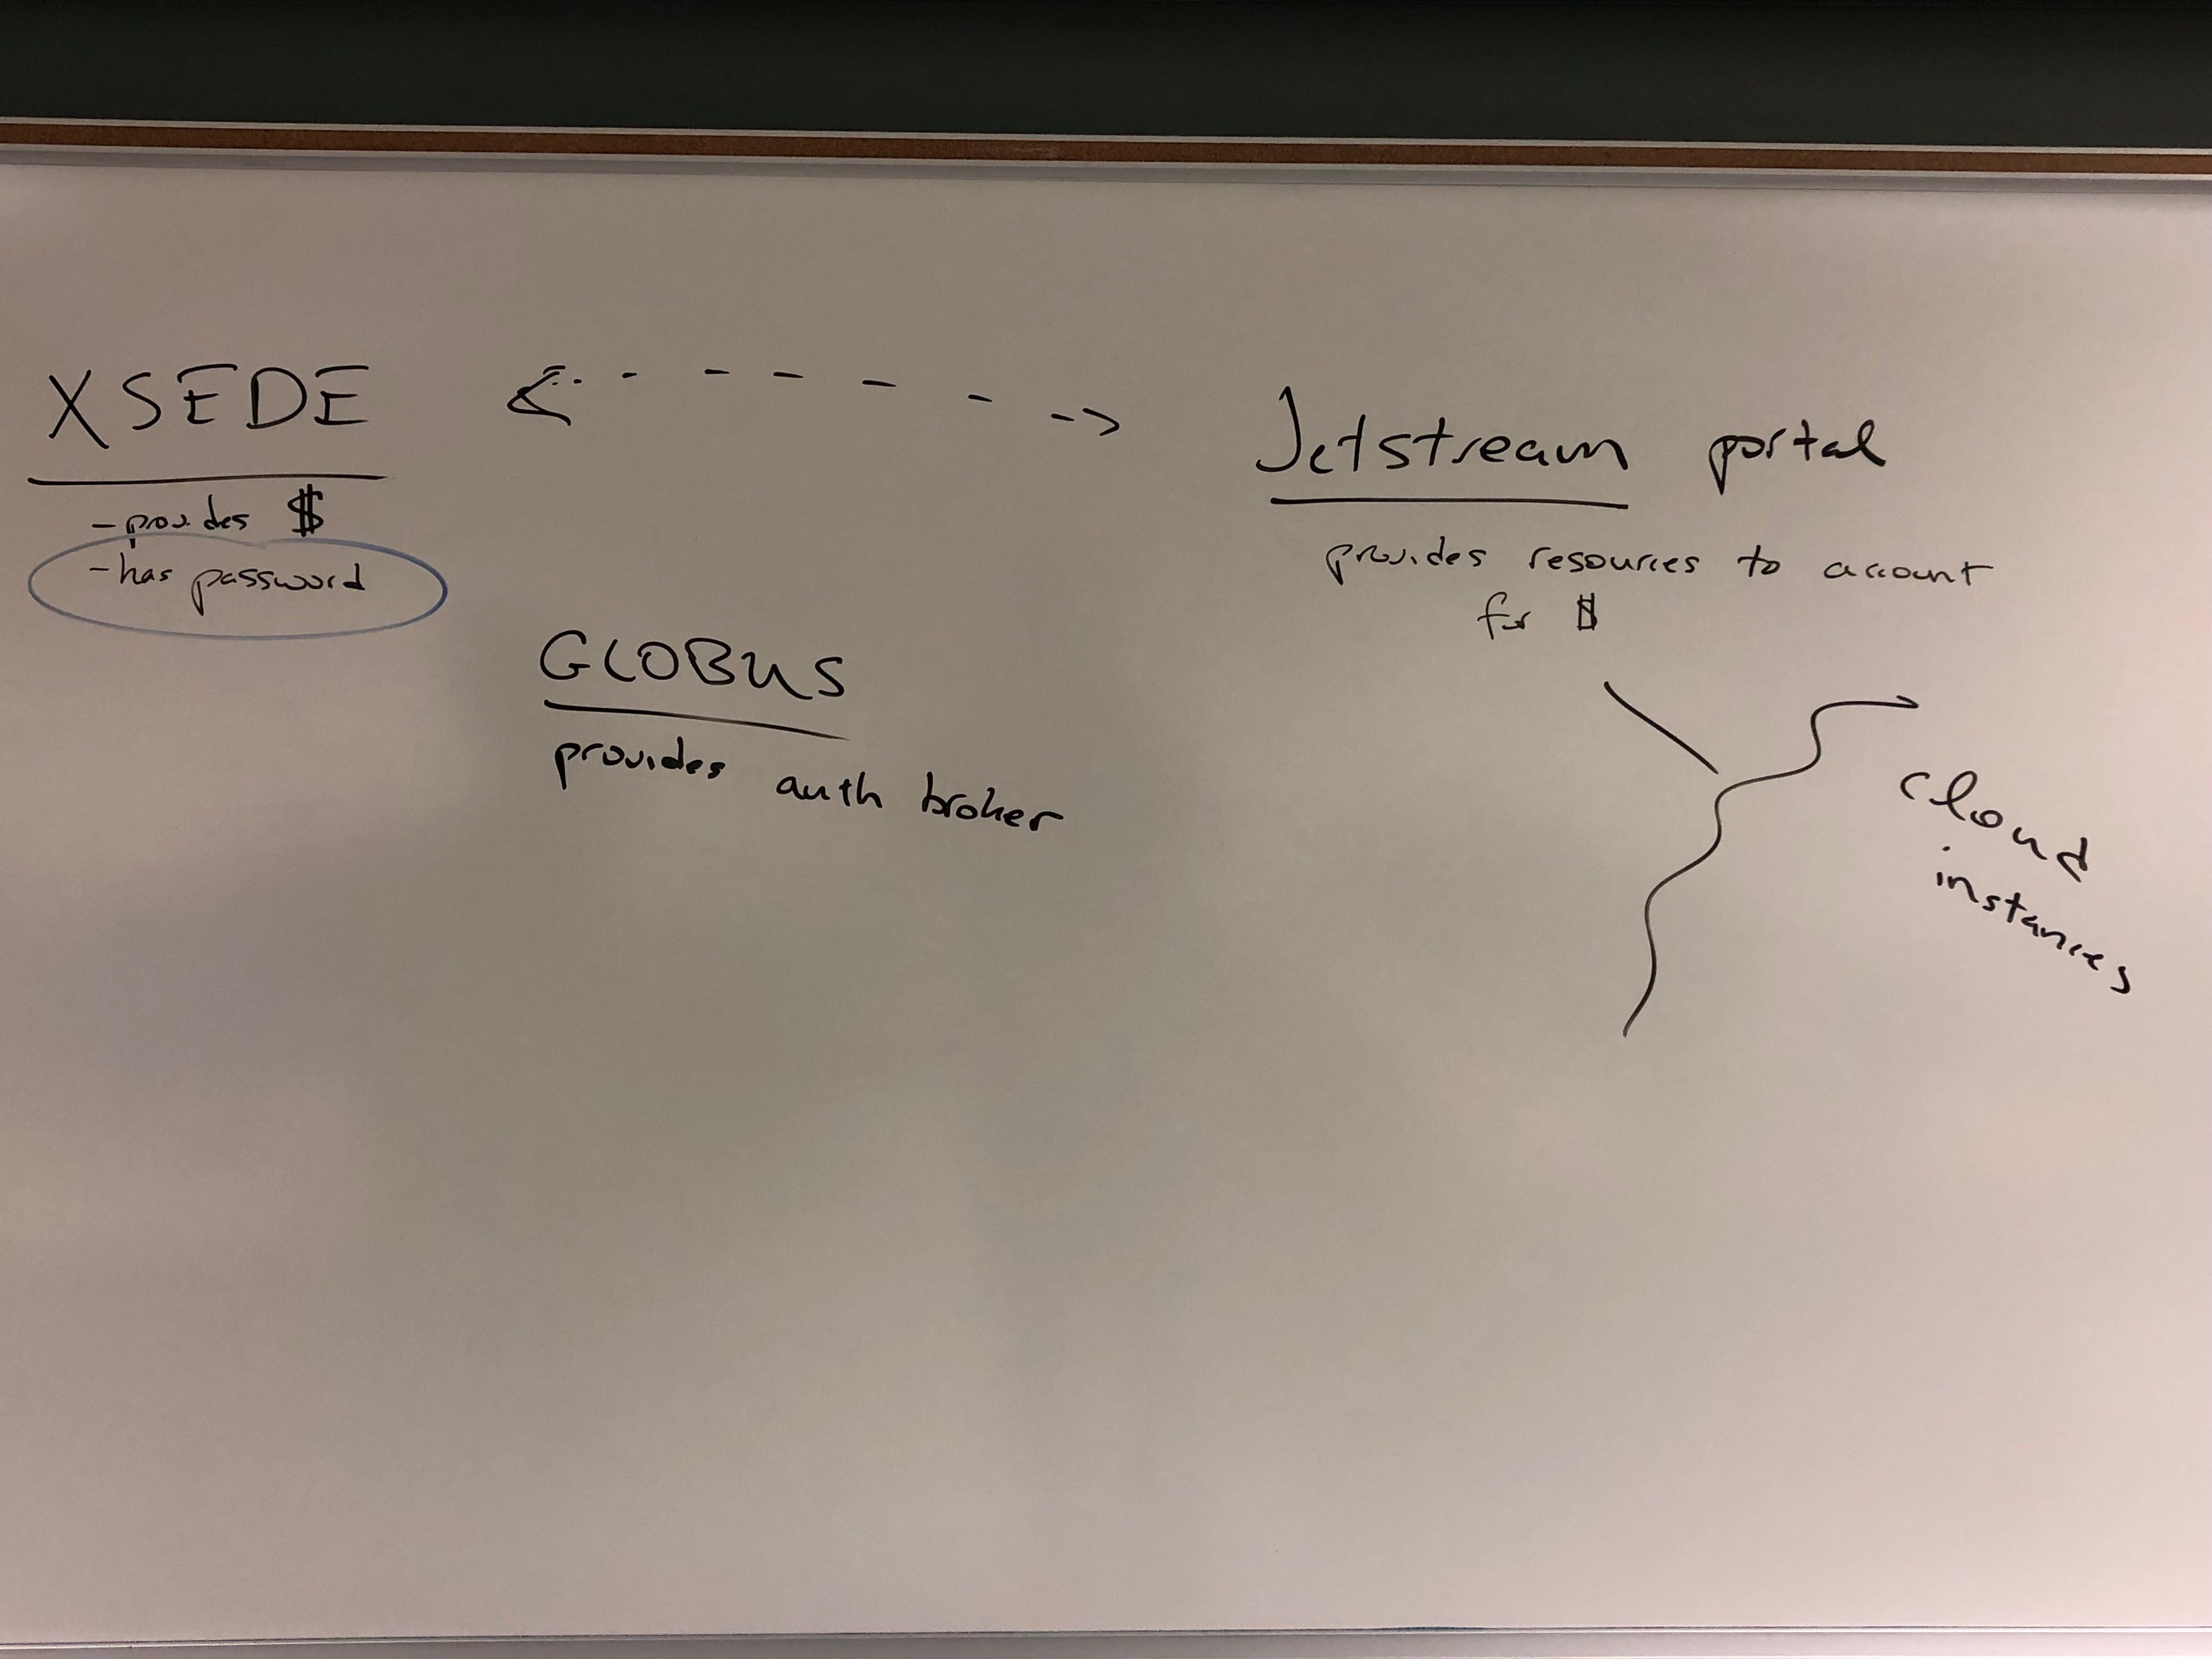 XSEDE
- provides $
- has password
Jetstream portal
provides resources to account
for $
GLOBUS
provides auth broker
cloud
instances